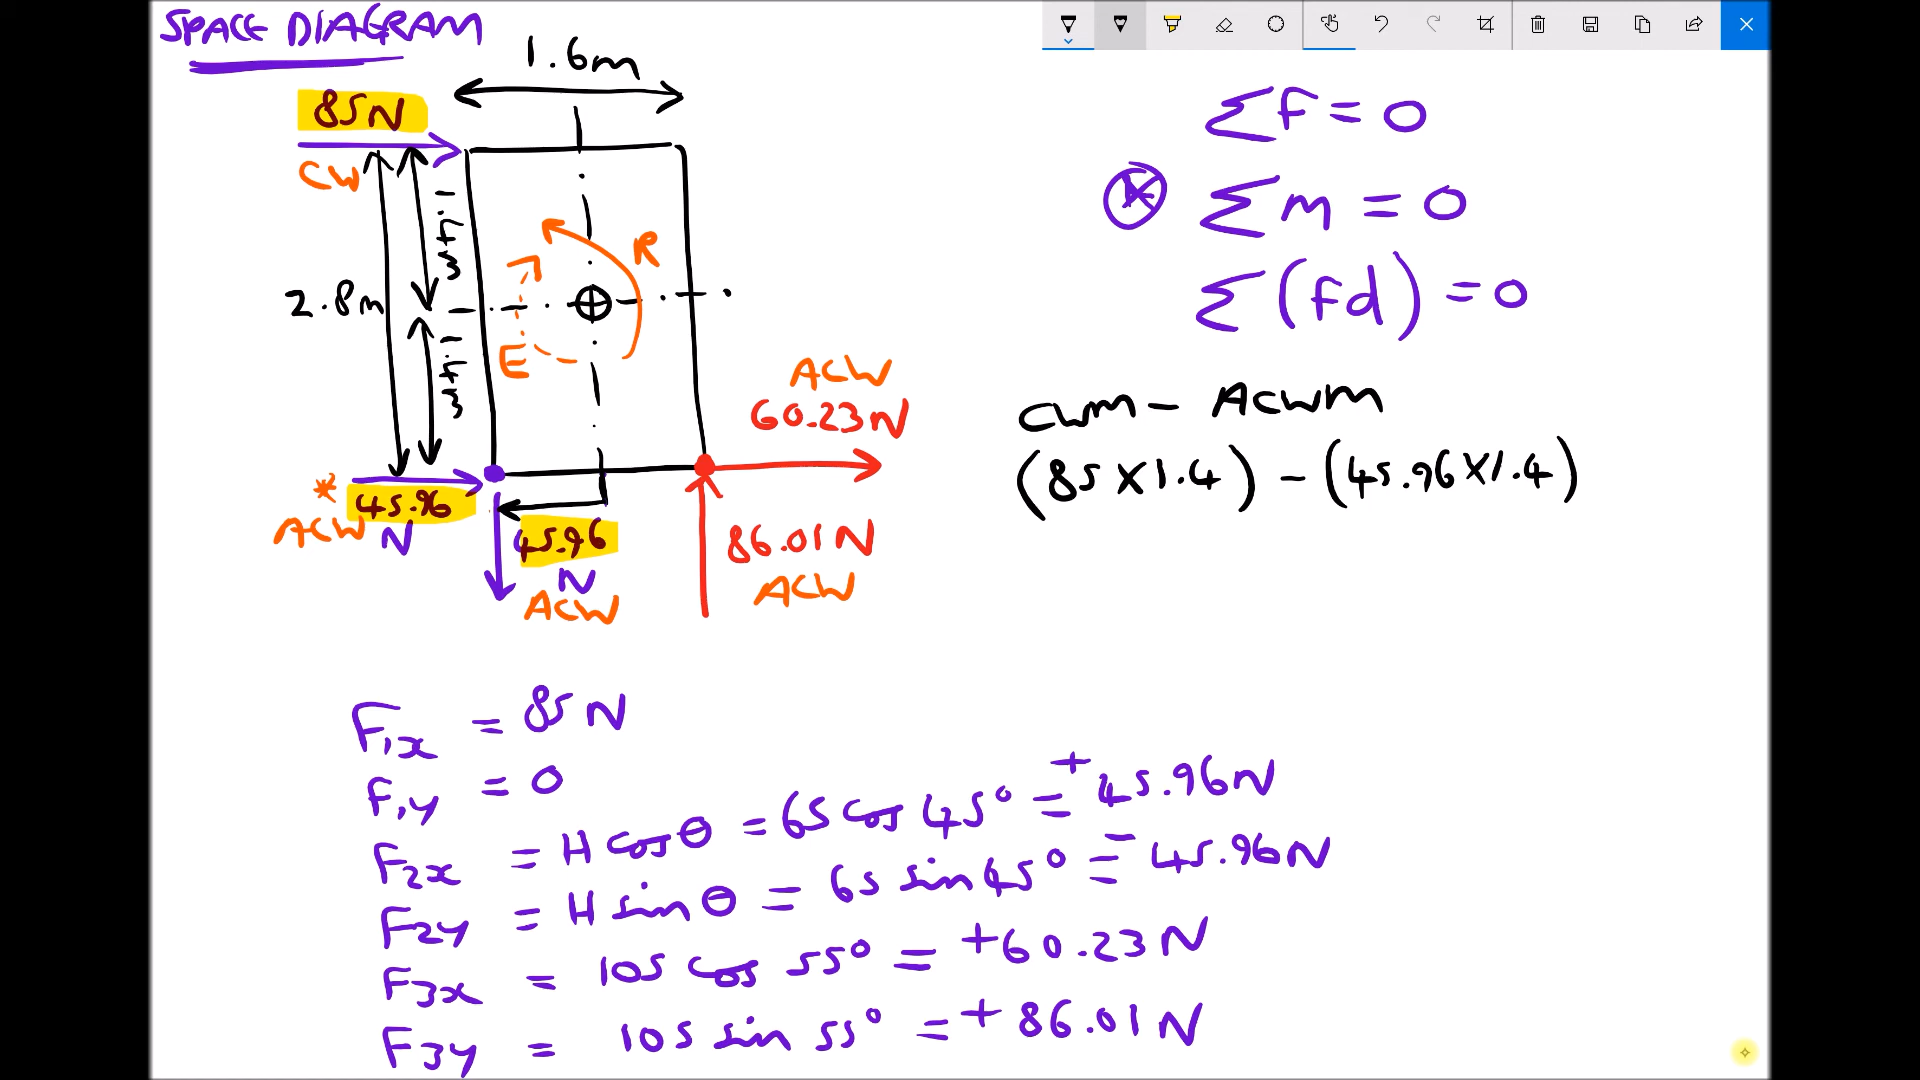 SPACE DIAGRAM
1.6m
85N
CW
1.4m
2.8m
1.4m
R
E
ACW
60.23N
*
ACW
45.96
N
45.96
N
ACW
86.01N
ACW
Σf = 0
* Σm = 0
Σ(fd) = 0
CWM - ACWM
(85×1.4) - (45.96×1.4)
F1x = 85N
F1y = 0
F2x = H cos θ = 65 cos 45° = +45.96N
F2y = H sin θ = 65 sin 45° = -45.96N
F3x = 105 cos 55° = +60.23N
F3y = 105 sin 55° = +86.01N